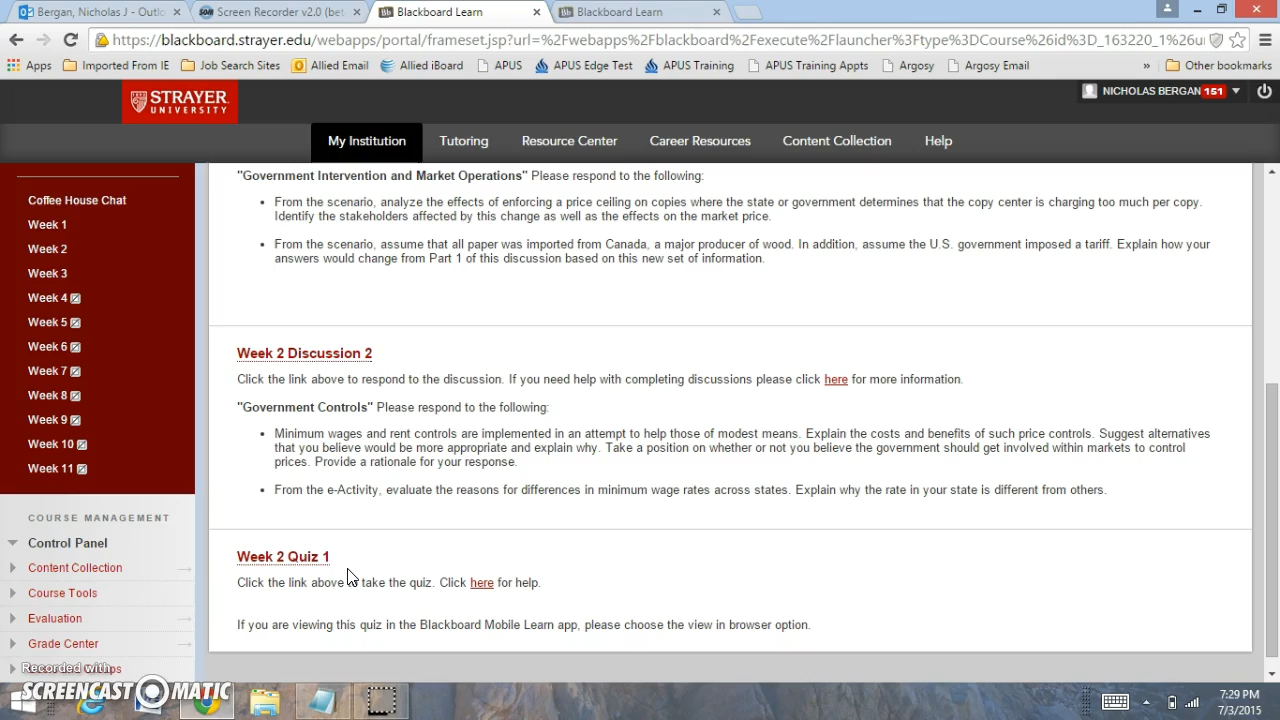 Bergan, Nicholas J - Outlo
Screen Recorder v2.0 (bet
Blackboard Learn
Blackboard Learn
https://blackboard.strayer.edu/webapps/portal/frameset.jsp?url=%2Fwebapps%2Fblackboard%2Fexecute%2Flauncher%3Ftype%3DCourse%26id%3D_163220_1%26u
Apps
Imported From IE
Job Search Sites
Allied Email
Allied iBoard
APUS
APUS Edge Test
APUS Training
APUS Training Appts
Argosy
Argosy Email
»
Other bookmarks
STRAYER
UNIVERSITY
NICHOLAS BERGAN 151
My Institution
Tutoring
Resource Center
Career Resources
Content Collection
Help
Coffee House Chat
Week 1
Week 2
Week 3
Week 4
Week 5
Week 6
Week 7
Week 8
Week 9
Week 10
Week 11
COURSE MANAGEMENT
Control Panel
Content Collection
Course Tools
Evaluation
Grade Center
"Government Intervention and Market Operations" Please respond to the following:
• From the scenario, analyze the effects of enforcing a price ceiling on copies where the state or government determines that the copy center is charging too much per copy.
Identify the stakeholders affected by this change as well as the effects on the market price.
• From the scenario, assume that all paper was imported from Canada, a major producer of wood. In addition, assume the U.S. government imposed a tariff. Explain how your
answers would change from Part 1 of this discussion based on this new set of information.
Week 2 Discussion 2
Click the link above to respond to the discussion. If you need help with completing discussions please click here for more information.
"Government Controls" Please respond to the following:
• Minimum wages and rent controls are implemented in an attempt to help those of modest means. Explain the costs and benefits of such price controls. Suggest alternatives
that you believe would be more appropriate and explain why. Take a position on whether or not you believe the government should get involved within markets to control
prices. Provide a rationale for your response.
• From the e-Activity, evaluate the reasons for differences in minimum wage rates across states. Explain why the rate in your state is different from others.
Week 2 Quiz 1
Click the link above to take the quiz. Click here for help.
If you are viewing this quiz in the Blackboard Mobile Learn app, please choose the view in browser option.
Recorded with
SCREENCAST MATIC
7:29 PM
7/3/2015